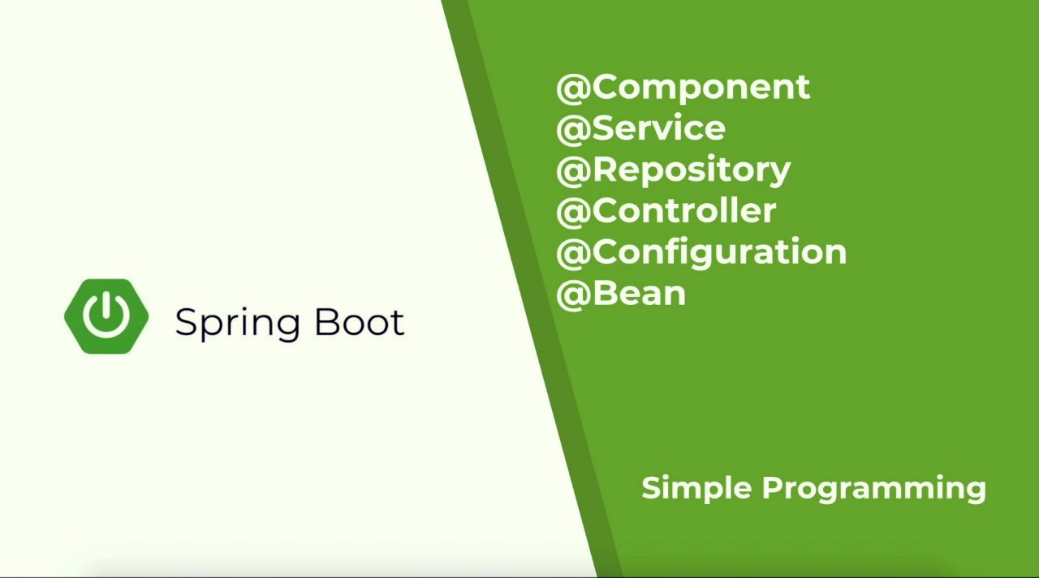 Spring Boot
@Component
@Service
@Repository
@Controller
@Configuration
@Bean
Simple Programming